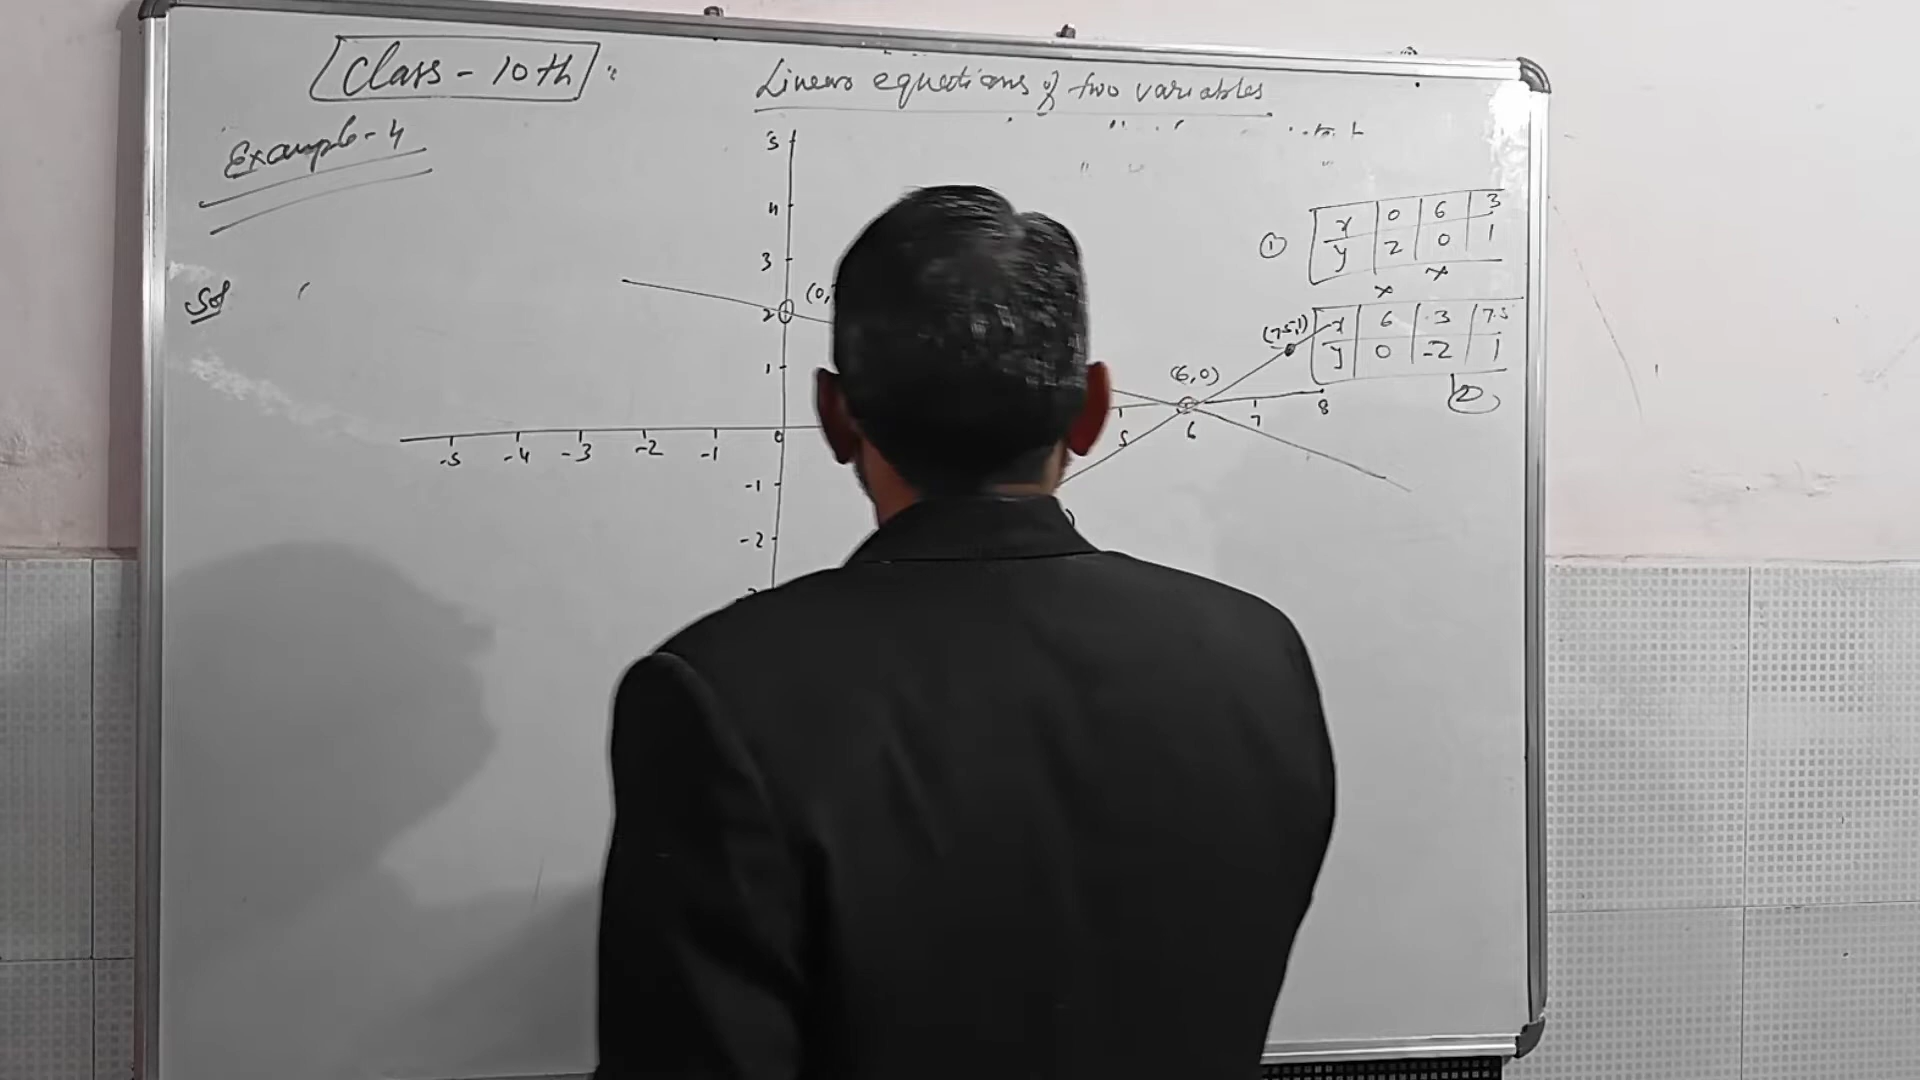 Class - 10th
Linear equations of two variables
Example - 4
Sol
5
4
3
2
1
0
-1
-2
-5 -4 -3 -2 -1
5 6 7 8
(0,
(6,0)
(7.5,1)
①
x 0 6 3
y 2 0 1
x 6 3 7.5
y 0 -2 1
②